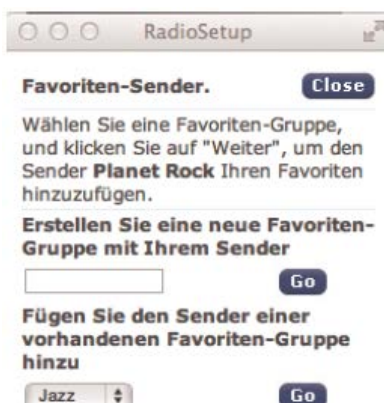 RadioSetup
Favoriten-Sender. Close
Wählen Sie eine Favoriten-Gruppe,
und klicken Sie auf "Weiter", um den
Sender Planet Rock Ihren Favoriten
hinzuzufügen.
Erstellen Sie eine neue Favoriten-
Gruppe mit Ihrem Sender
Go
Fügen Sie den Sender einer
vorhandenen Favoriten-Gruppe
hinzu
Jazz Go